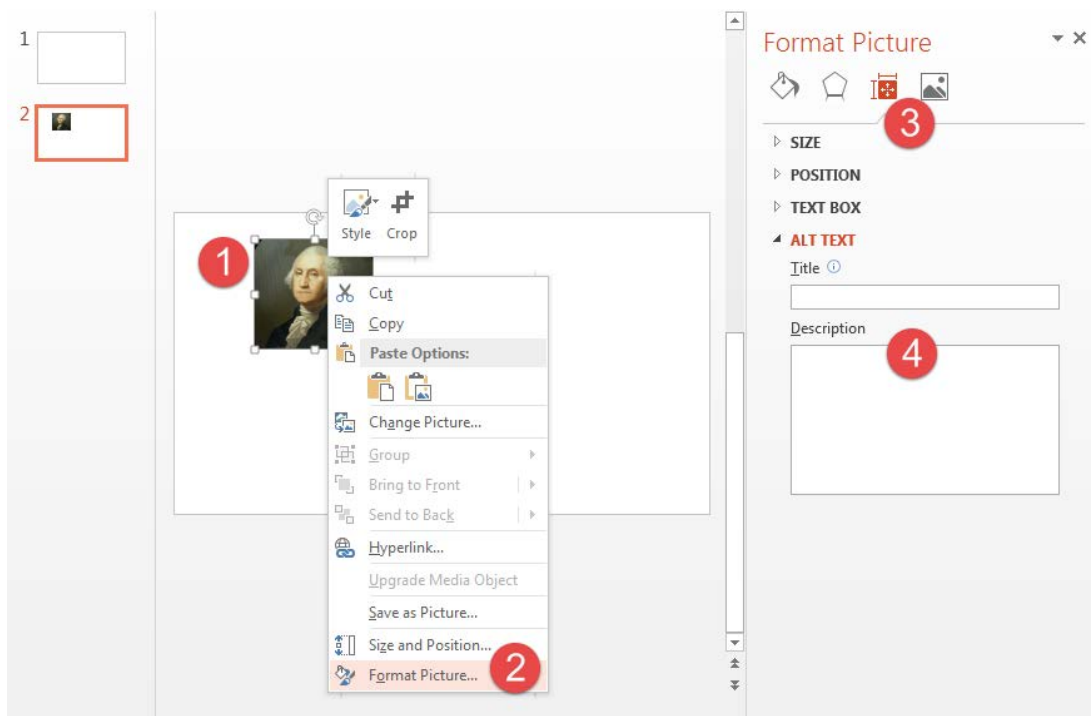 1
2
Style Crop
1
Cut
Copy
Paste Options:
Change Picture...
Group
Bring to Front
Send to Back
Hyperlink...
Upgrade Media Object
Save as Picture...
Size and Position...
Format Picture...
2
Format Picture
3
SIZE
POSITION
TEXT BOX
ALT TEXT
Title
Description
4